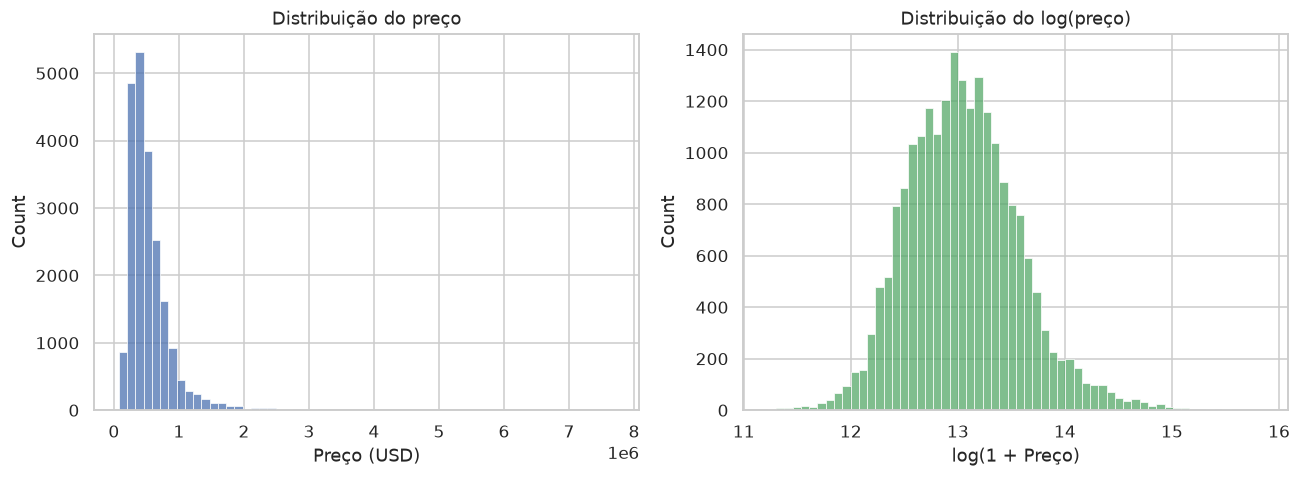 Distribuição do preço
5000
4000
3000
2000
1000
0
Count
0 1 2 3 4 5 6 7 8
1e6
Preço (USD)
Distribuição do log(preço)
1400
1200
1000
800
600
400
200
0
Count
11 12 13 14 15 16
log(1 + Preço)